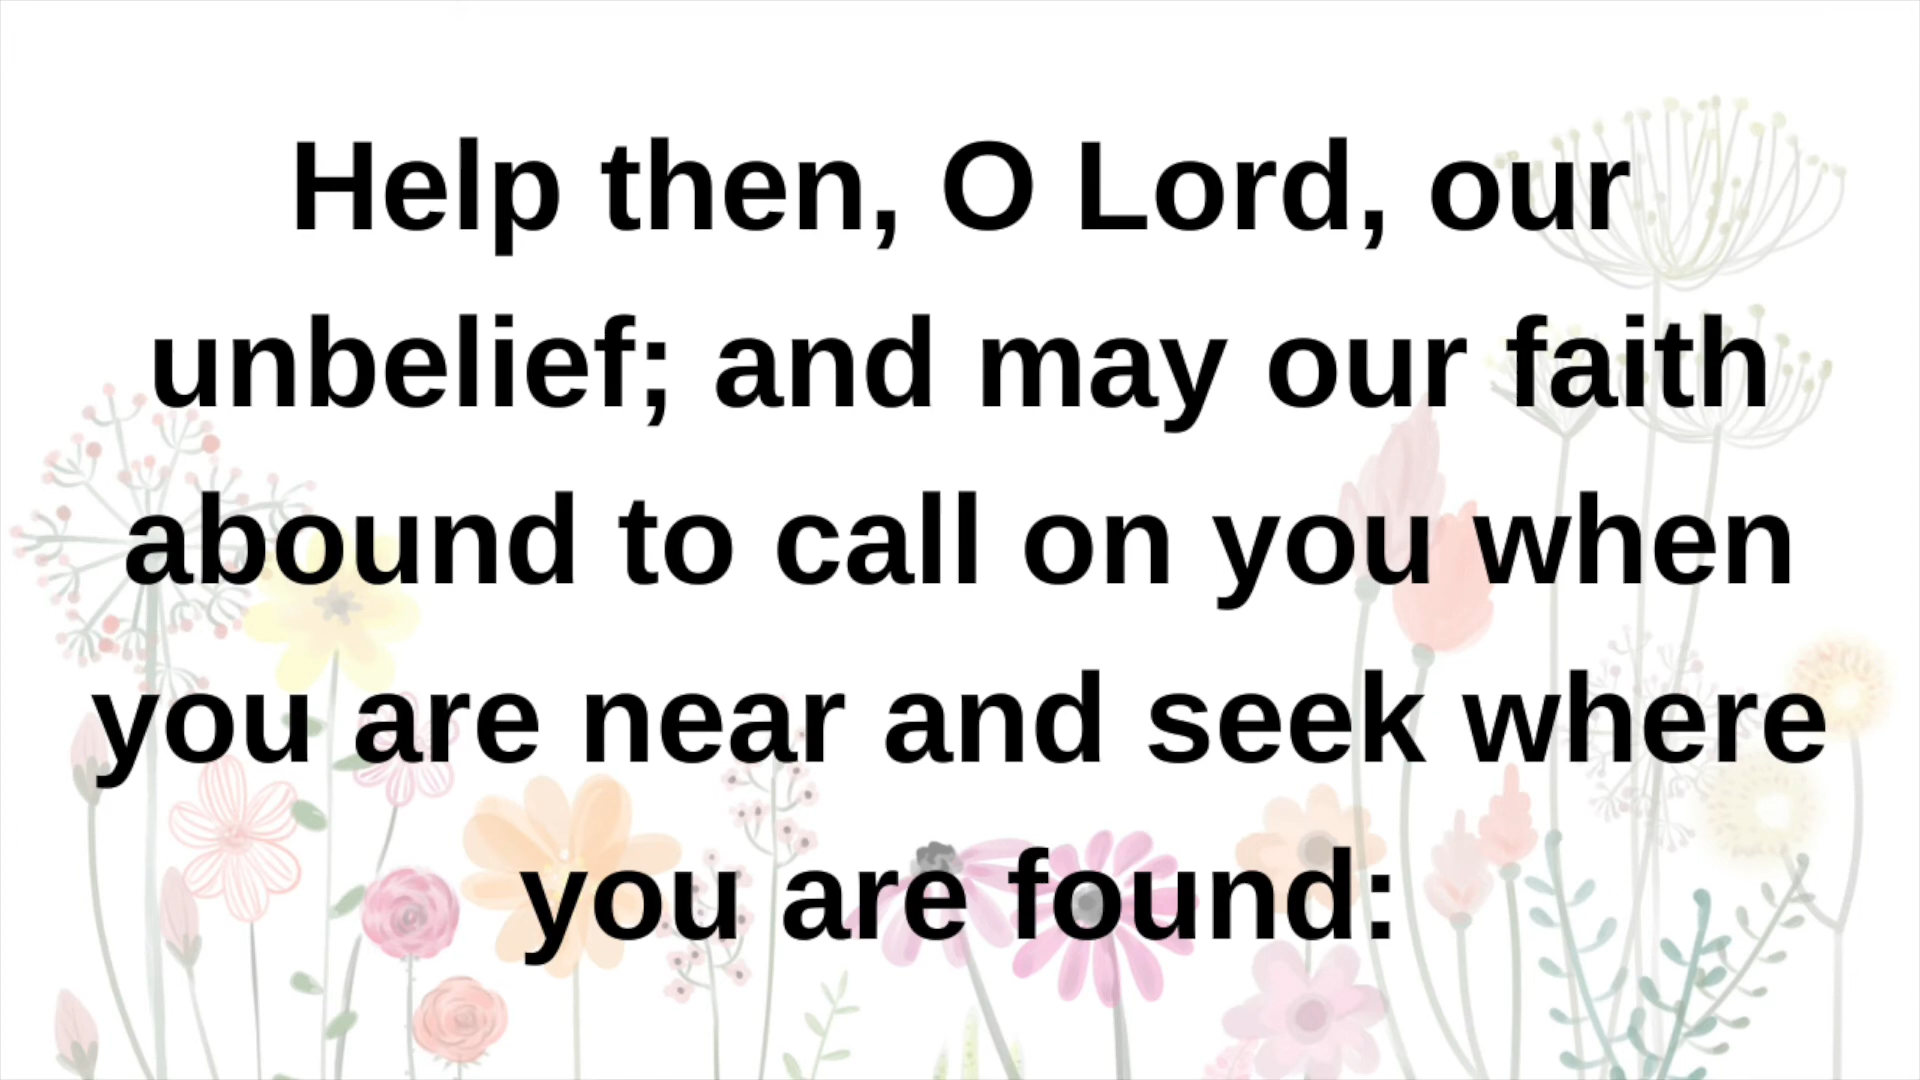 Help then, O Lord, our
unbelief; and may our faith
abound to call on you when
you are near and seek where
you are found: